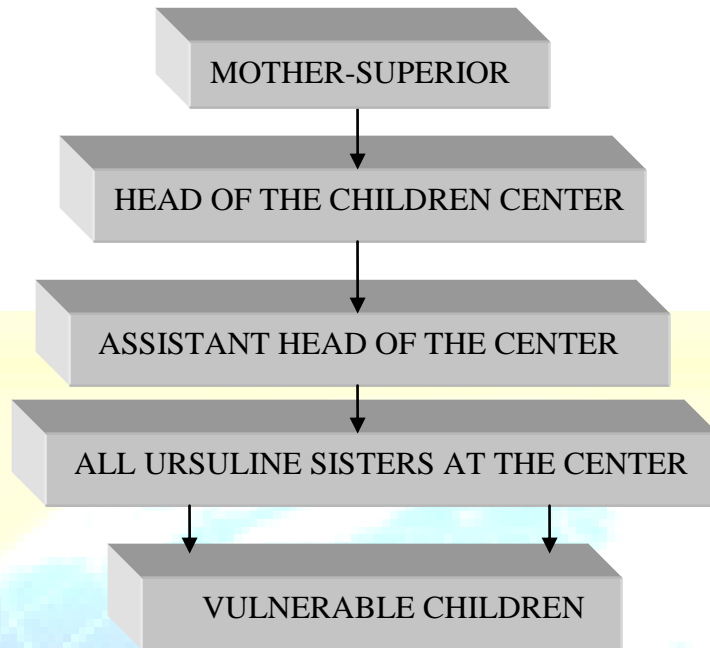 MOTHER-SUPERIOR
HEAD OF THE CHILDREN CENTER
ASSISTANT HEAD OF THE CENTER
ALL URSULINE SISTERS AT THE CENTER
VULNERABLE CHILDREN